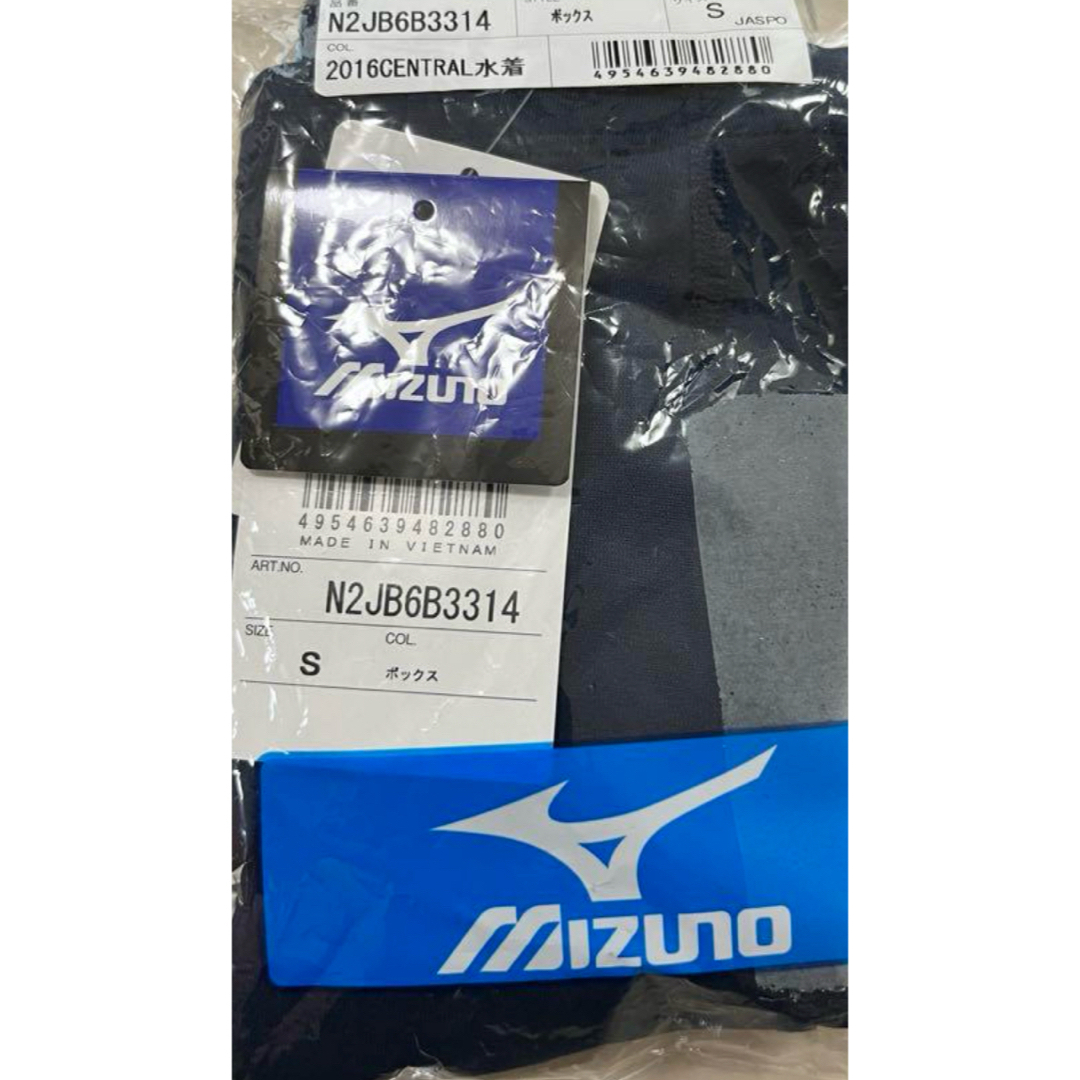 品番
N2JB6B3314
ボックス
S
JASPO
COL.
2016CENTRAL水着
4954639482880
MIZUNO
4954639482880
MADE IN VIETNAM
ART.NO.
N2JB6B3314
SIZE
COL.
S
ボックス
MIZUNO